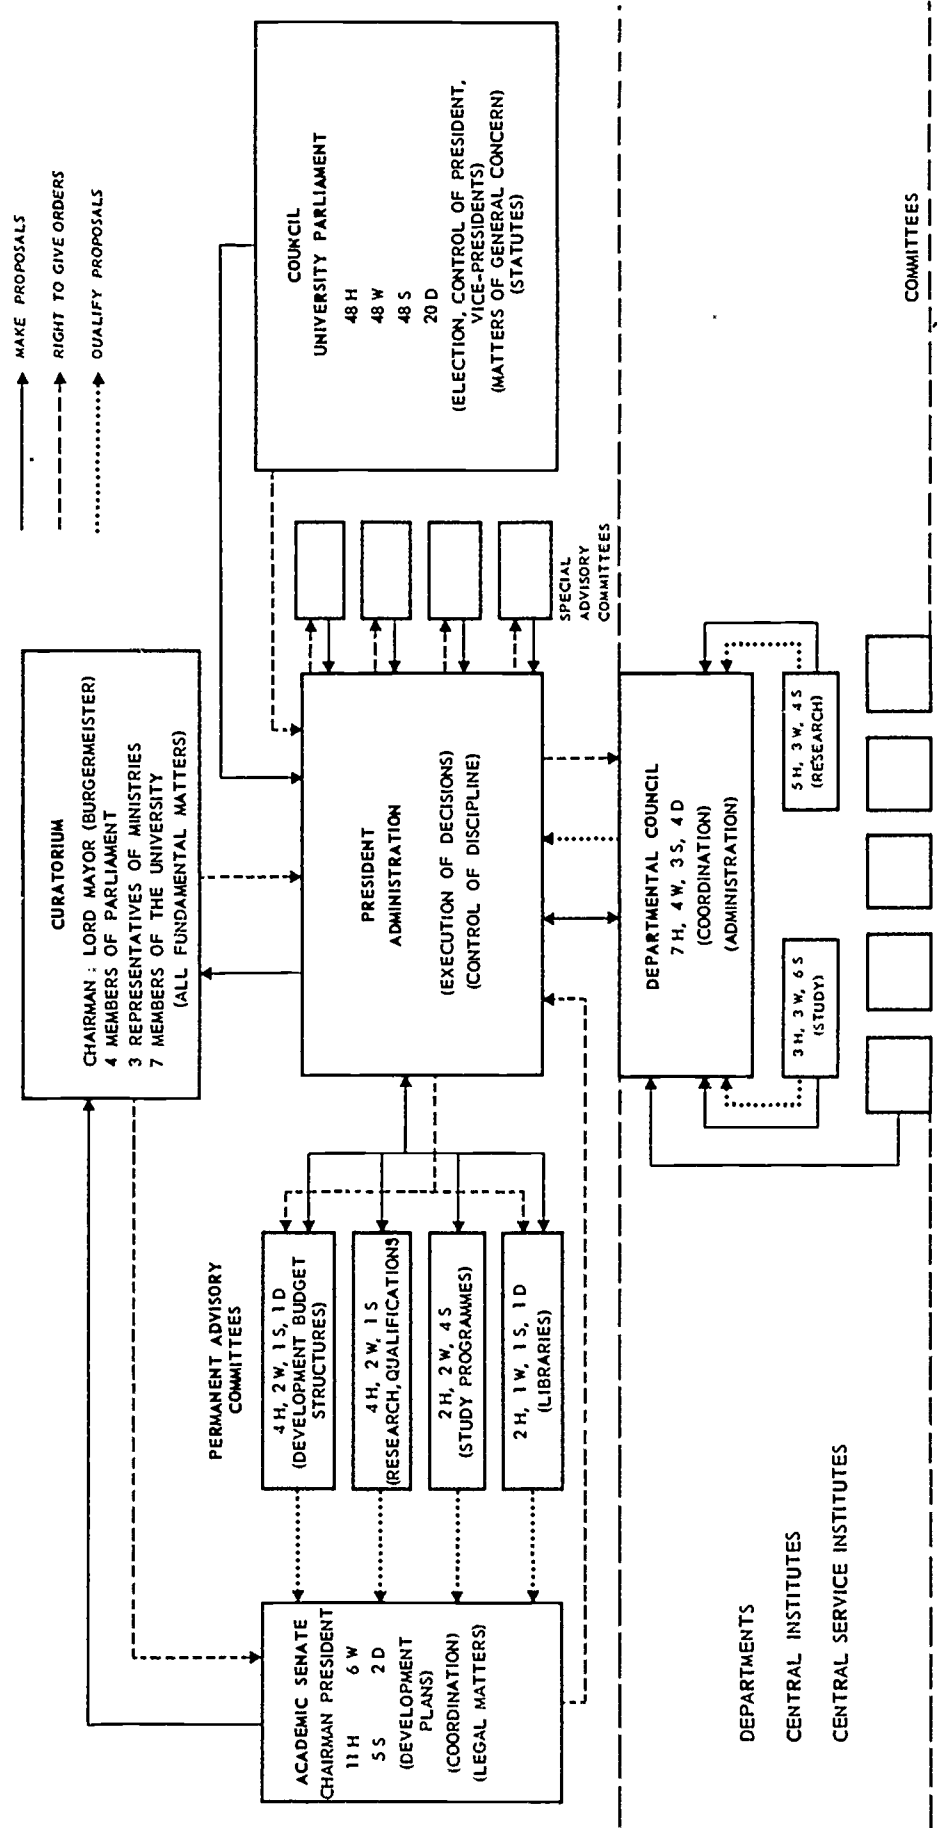 MAKE PROPOSALS
RIGHT TO GIVE ORDERS
QUALIFY PROPOSALS
CURATORIUM
CHAIRMAN : LORD MAYOR (BURGERMEISTER)
4 MEMBERS OF PARLIAMENT
3 REPRESENTATIVES OF MINISTRIES
7 MEMBERS OF THE UNIVERSITY
(ALL FUNDAMENTAL MATTERS)
PERMANENT ADVISORY
COMMITTEES
4 H, 2 W, 1 S, 1 D
(DEVELOPMENT BUDGET
STRUCTURES)
4 H, 2 W, 1 S
(RESEARCH, QUALIFICATIONS)
2 H, 2 W, 4 S
(STUDY PROGRAMMES)
2 H, 1 W, 1 S, 1 D
(LIBRARIES)
ACADEMIC SENATE
CHAIRMAN PRESIDENT
11 H 6 W
5 S 2 D
(DEVELOPMENT
PLANS)
(COORDINATION)
(LEGAL MATTERS)
PRESIDENT
ADMINISTRATION
(EXECUTION OF DECISIONS)
(CONTROL OF DISCIPLINE)
SPECIAL
ADVISORY
COMMITTEES
COUNCIL
UNIVERSITY PARLIAMENT
48 H
48 W
48 S
20 D
(ELECTION, CONTROL OF PRESIDENT,
VICE-PRESIDENTS)
(MATTERS OF GENERAL CONCERN)
(STATUTES)
DEPARTMENTAL COUNCIL
7 H, 4 W, 3 S, 4 D
(COORDINATION)
(ADMINISTRATION)
3 H, 3 W, 6 S
(STUDY)
5 H, 3 W, 4 S
(RESEARCH)
DEPARTMENTS
CENTRAL INSTITUTES
CENTRAL SERVICE INSTITUTES
COMMITTEES